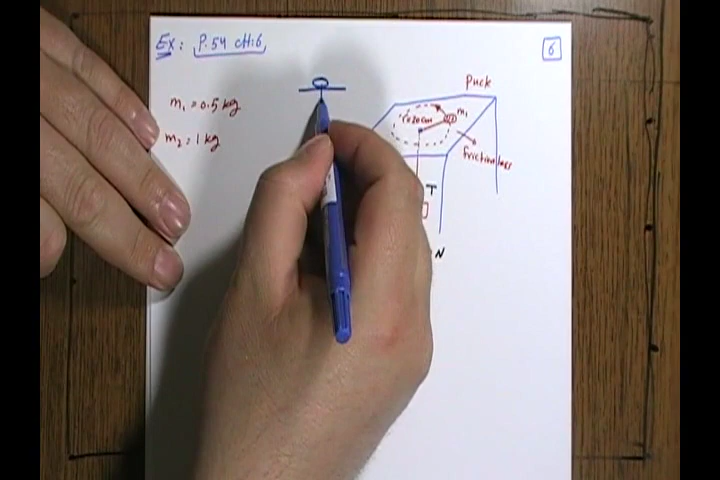 Ex: P.54 CH:6
6
Puck
m₁ = 0.5 kg
r=20cm
m₁
m₂ = 1 kg
frictionless
T
N